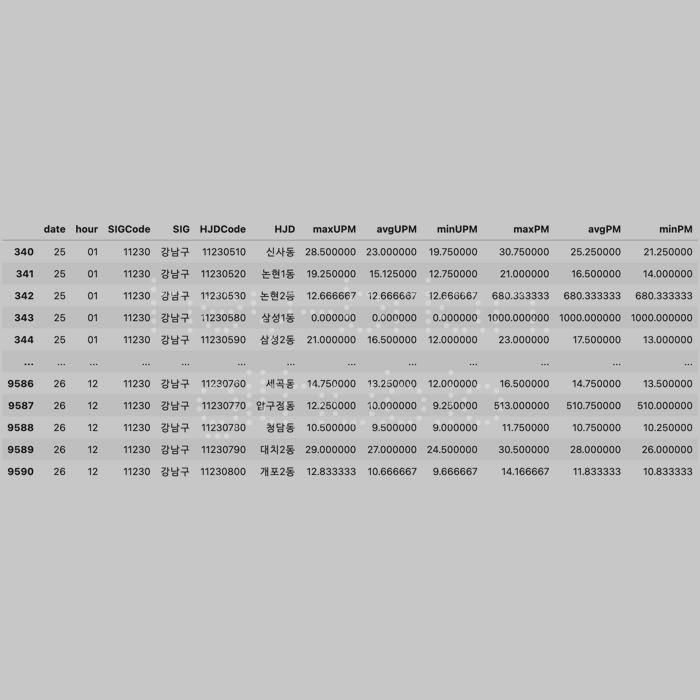 date hour SIGCode SIG HJDCode HJD maxUPM avgUPM minUPM maxPM avgPM minPM
340 25 01 11230 강남구 11230510 신사동 28.500000 23.000000 19.750000 30.750000 25.250000 21.250000
341 25 01 11230 강남구 11230520 논현1동 19.250000 15.125000 12.750000 21.000000 16.500000 14.000000
342 25 01 11230 강남구 11230530 논현2동 12.666667 12.666667 12.666667 680.333333 680.333333 680.333333
343 25 01 11230 강남구 11230580 삼성1동 0.000000 0.000000 0.000000 1000.000000 1000.000000 1000.000000
344 25 01 11230 강남구 11230590 삼성2동 21.000000 16.500000 12.000000 23.000000 17.500000 13.000000
... ... ... ... ... ... ... ... ... ... ... ... ...
9586 26 12 11230 강남구 11230760 세곡동 14.750000 13.250000 12.000000 16.500000 14.750000 13.500000
9587 26 12 11230 강남구 11230770 압구정동 12.250000 10.000000 9.250000 513.000000 510.750000 510.000000
9588 26 12 11230 강남구 11230780 청담동 10.500000 9.500000 9.000000 11.750000 10.750000 10.250000
9589 26 12 11230 강남구 11230790 대치2동 29.000000 27.000000 24.500000 30.500000 28.000000 26.000000
9590 26 12 11230 강남구 11230800 개포2동 12.833333 10.666667 9.666667 14.166667 11.833333 10.833333